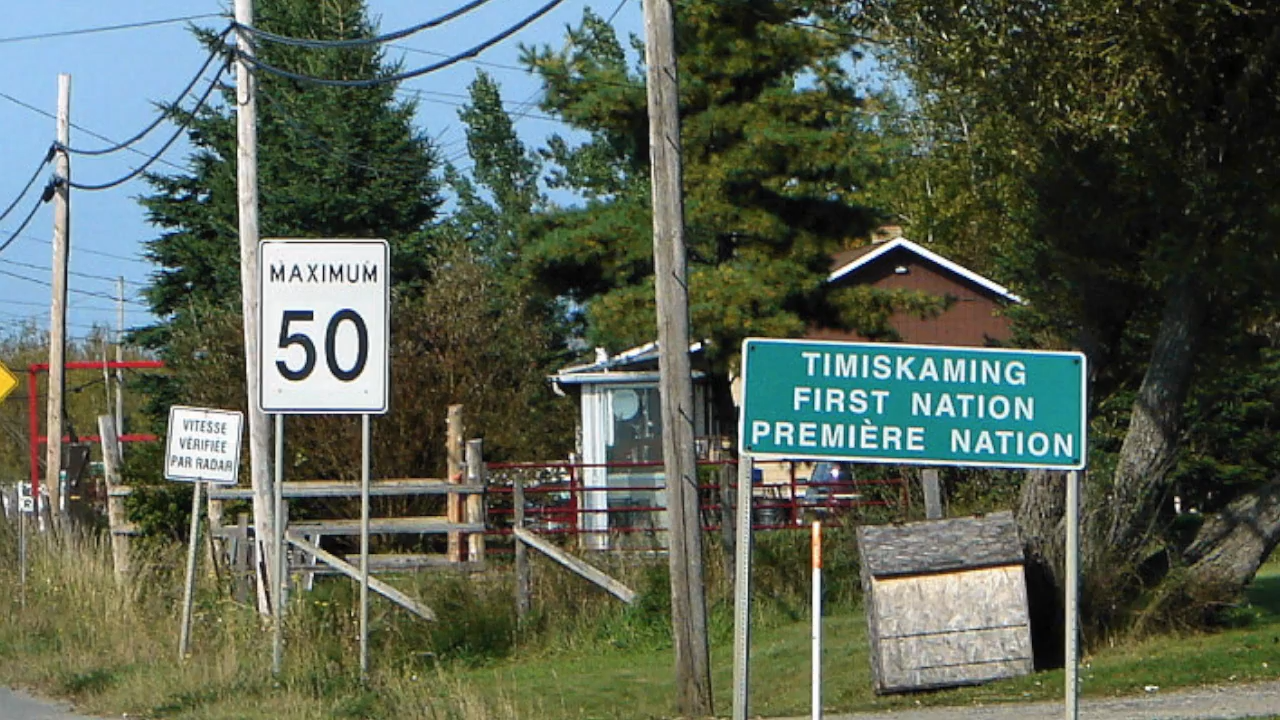 MAXIMUM
50
VITESSE
VÉRIFIÉE
PAR RADAR
TIMISKAMING
FIRST NATION
PREMIÈRE NATION